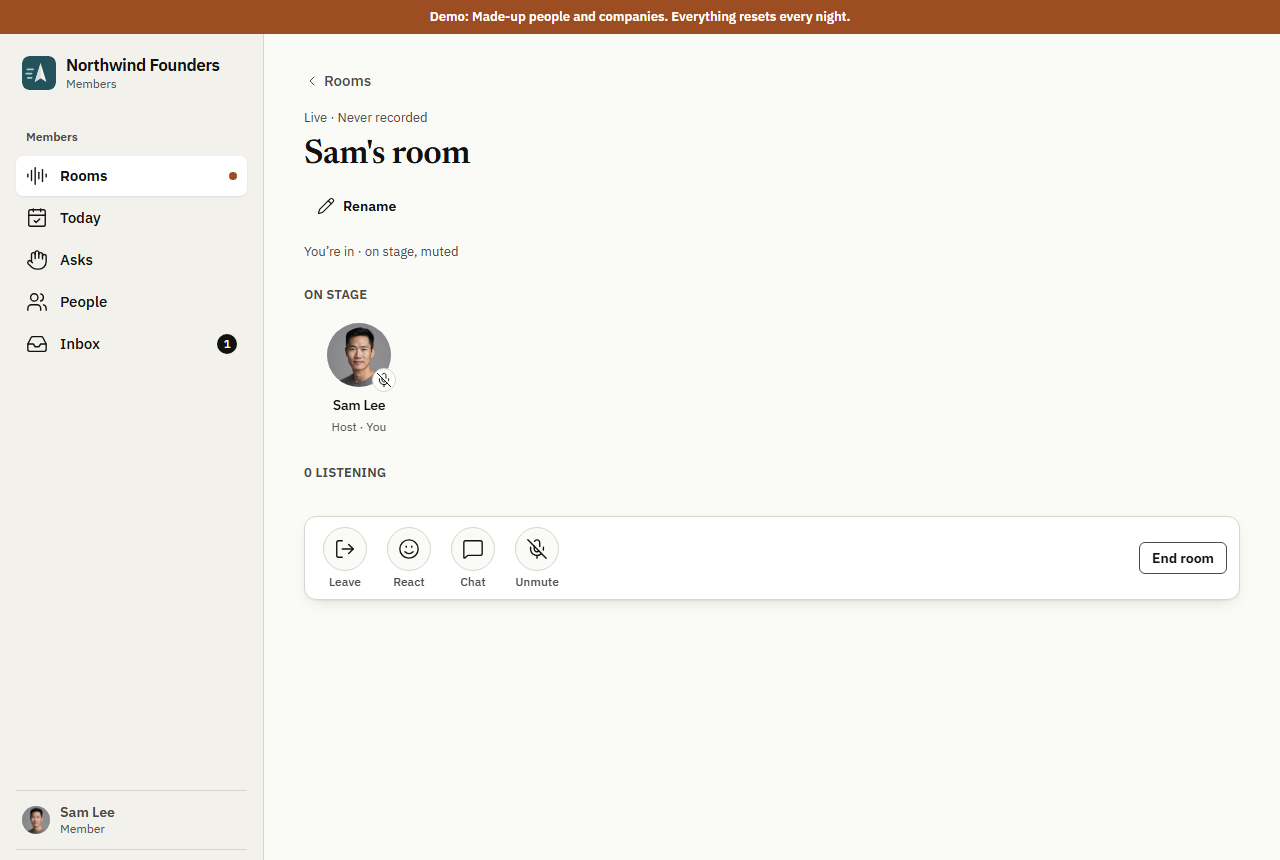 Demo: Made-up people and companies. Everything resets every night.
Northwind Founders
Members
Members
Rooms
Today
Asks
People
Inbox
1
Sam Lee
Member
Rooms
Live · Never recorded
Sam's room
Rename
You’re in · on stage, muted
ON STAGE
Sam Lee
Host · You
0 LISTENING
Leave
React
Chat
Unmute
End room